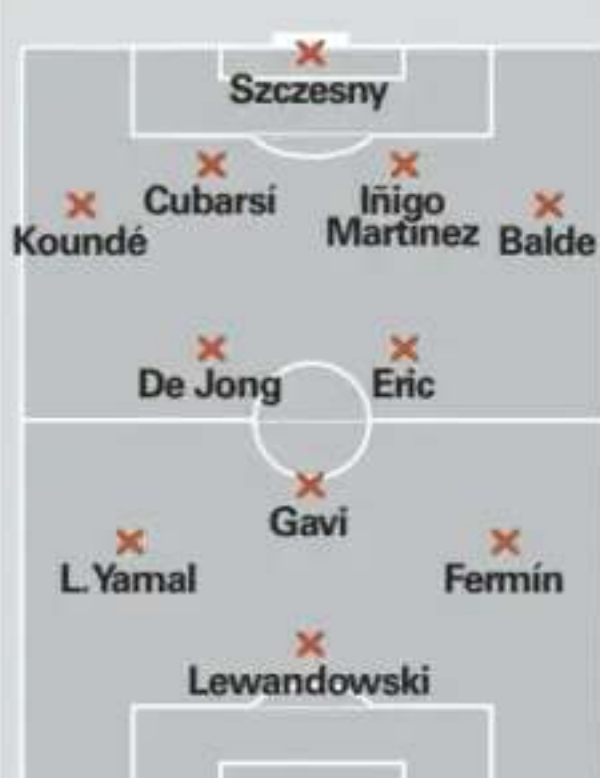 Szczesny
Cubarsí
Iñigo
Martínez
Koundé
Balde
De Jong
Eric
Gavi
L. Yamal
Fermín
Lewandowski